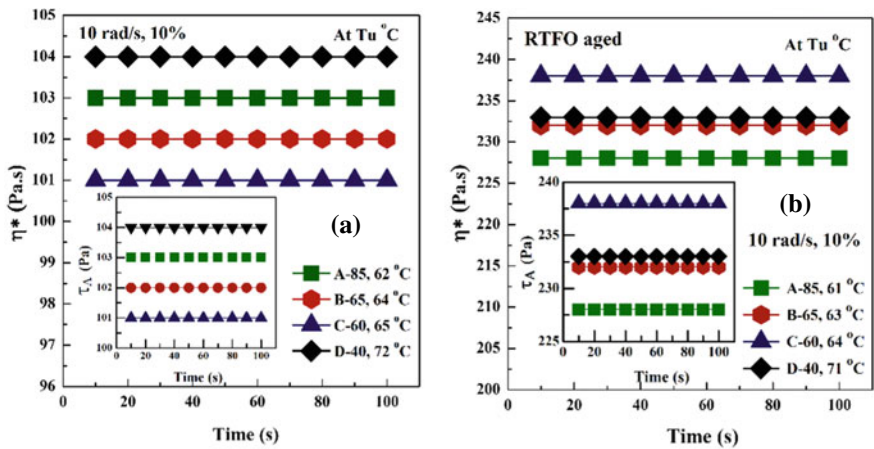 10 rad/s, 10% At Tu °C
104
103
102
101
100
99
98
97
96
η* (Pa.s)
0 20 40 60 80 100
Time (s)
(a)
105
104
103
102
101
100
τA (Pa)
0 20 40 60 80 100
Time (s)
A-85, 62 °C
B-65, 64 °C
C-60, 65 °C
D-40, 72 °C
RTFO aged At Tu °C
245
240
235
230
225
220
215
210
205
200
η* (Pa.s)
0 20 40 60 80 100
Time (s)
(b)
240
237
234
231
228
225
τA (Pa)
0 20 40 60 80 100
Time (s)
10 rad/s, 10%
A-85, 61 °C
B-65, 63 °C
C-60, 64 °C
D-40, 71 °C